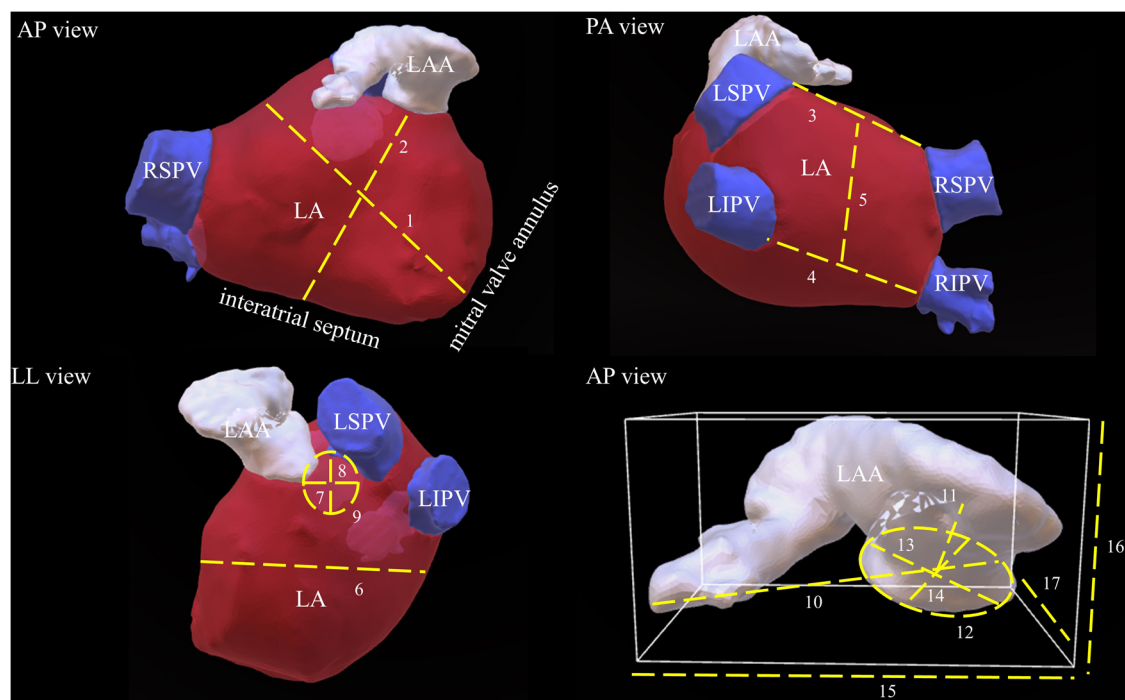 AP view
LAA
RSPV
LA
2
1
interatrial septum
mitral valve annulus
PA view
LAA
LSPV
3
LA
RSPV
5
LIPV
4
RIPV
LL view
LAA
LSPV
8
7
LIPV
9
6
LA
AP view
LAA
11
13
16
17
10
14
12
15